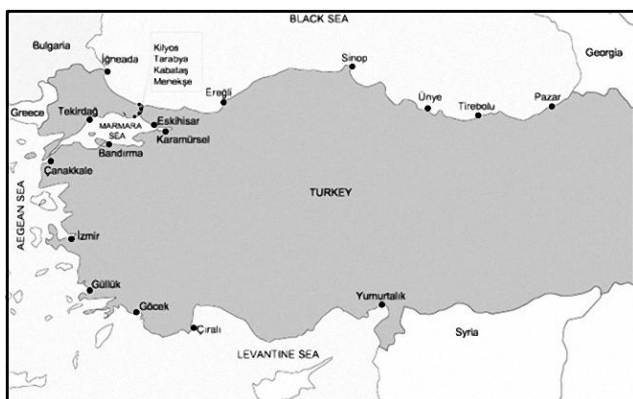 BLACK SEA
Bulgaria
Kilyos
Tarabya
Kabataş
Menekşe
Georgia
İğneada
Sinop
Ereğli
Ünye
Tirebolu
Pazar
Greece
Tekirdağ
MARMARA
SEA
Eskihisar
Karamürsel
Bandırma
Çanakkale
AEGEAN SEA
TURKEY
İzmir
Güllük
Göcek
Çıralı
Yumurtalık
Syria
LEVANTINE SEA